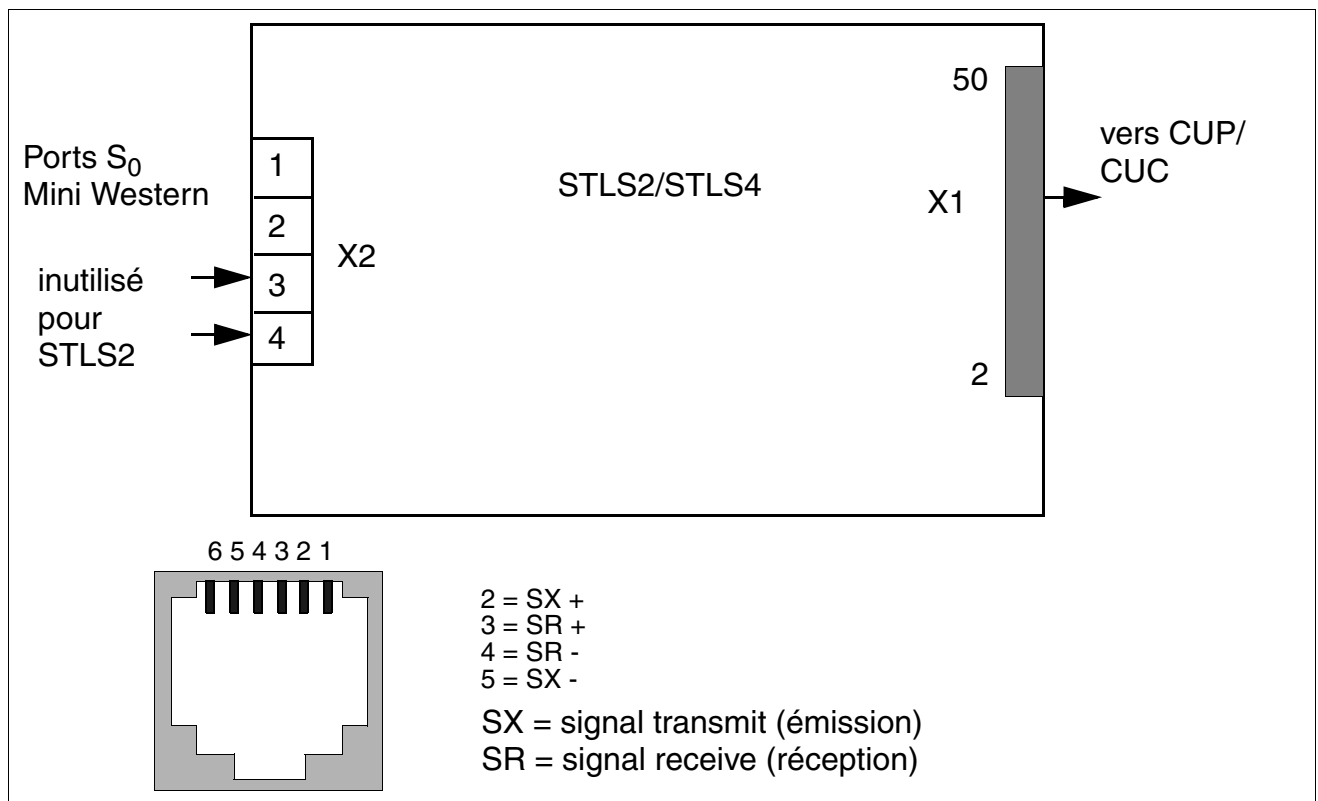 Ports S0
Mini Western
inutilisé
pour
STLS2
1
2
3
4
X2
STLS2/STLS4
50
X1
2
vers CUP/
CUC
6 5 4 3 2 1
2 = SX +
3 = SR +
4 = SR -
5 = SX -
SX = signal transmit (émission)
SR = signal receive (réception)